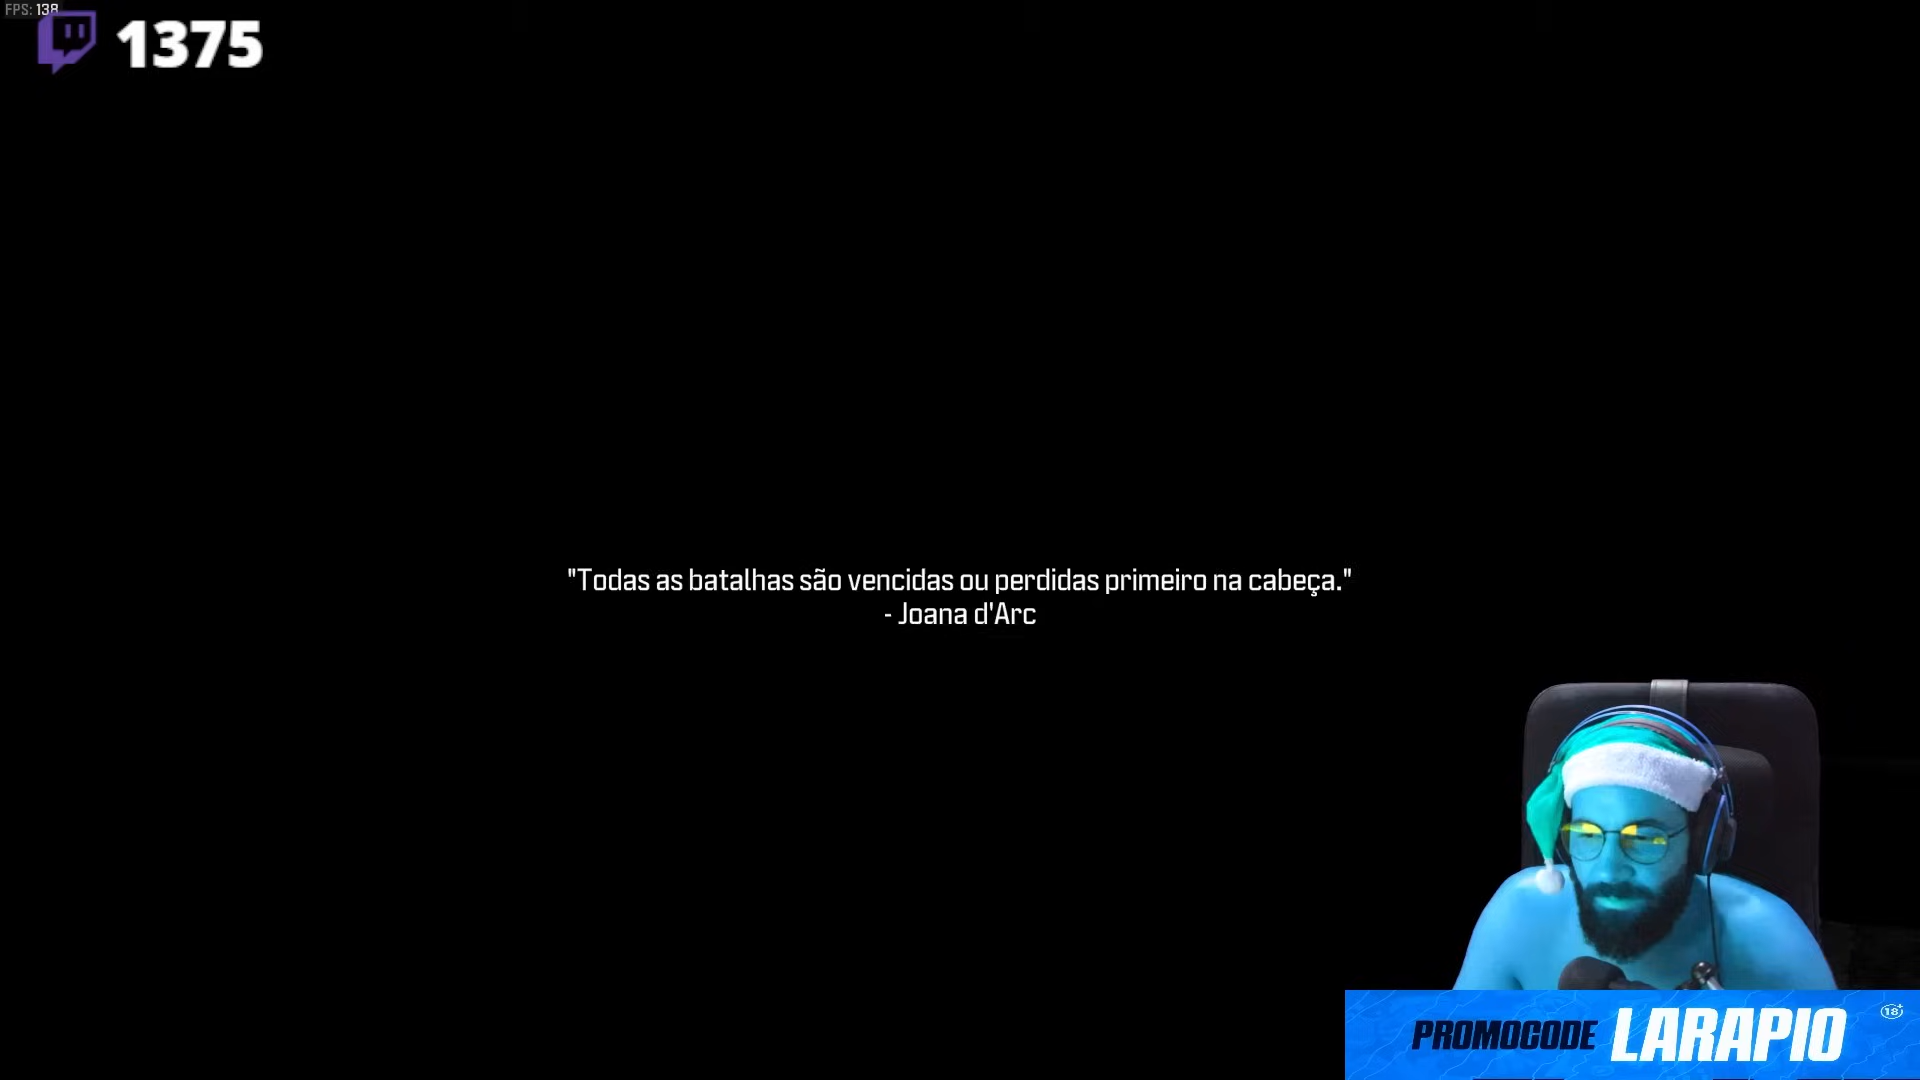 FPS: 138
1375
"Todas as batalhas são vencidas ou perdidas primeiro na cabeça."
- Joana d'Arc
PROMOCODE LARAPIO 18+